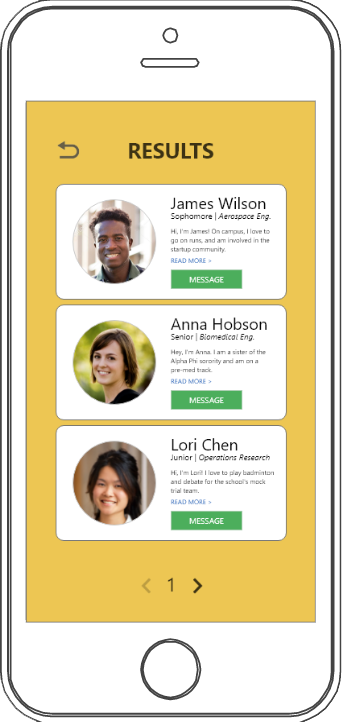 RESULTS
James Wilson
Sophomore | Aerospace Eng.
Hi, I'm James! On campus, I love to
go on runs, and am involved in the
startup community.
READ MORE >
MESSAGE
Anna Hobson
Senior | Biomedical Eng.
Hey, I'm Anna. I am a sister of the
Alpha Phi sorority and am on a
pre-med track.
READ MORE >
MESSAGE
Lori Chen
Junior | Operations Research
Hi, I'm Lori! I love to play badminton
and debate for the school's mock
trial team.
READ MORE >
MESSAGE
< 1 >